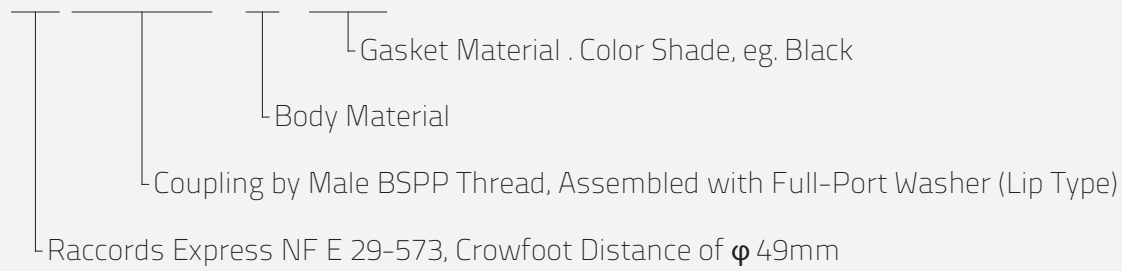 Gasket Material . Color Shade, eg. Black
Body Material
Coupling by Male BSPP Thread, Assembled with Full-Port Washer (Lip Type)
Raccords Express NF E 29-573, Crowfoot Distance of φ 49mm